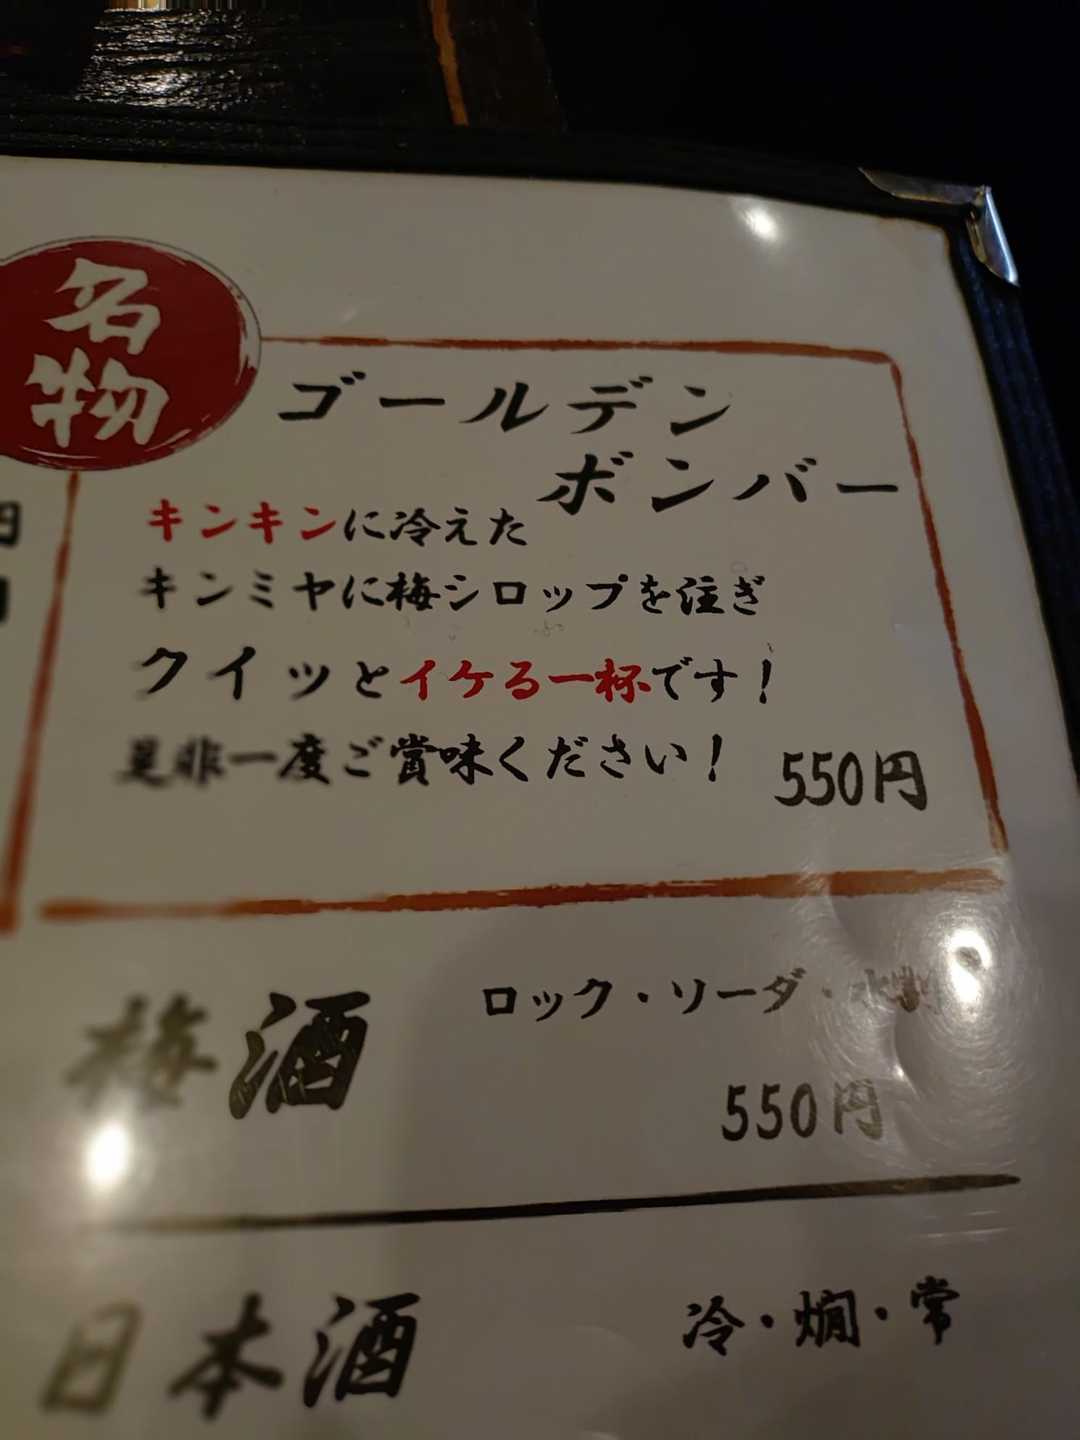 名物
ゴールデン
ボンバー
キンキンに冷えた
キンミヤに梅シロップを注ぎ
クイッとイケる一杯です！
是非一度ご賞味ください！
550円
円
梅酒
ロック・ソーダ・水割
550円
日本酒
冷・燗・常